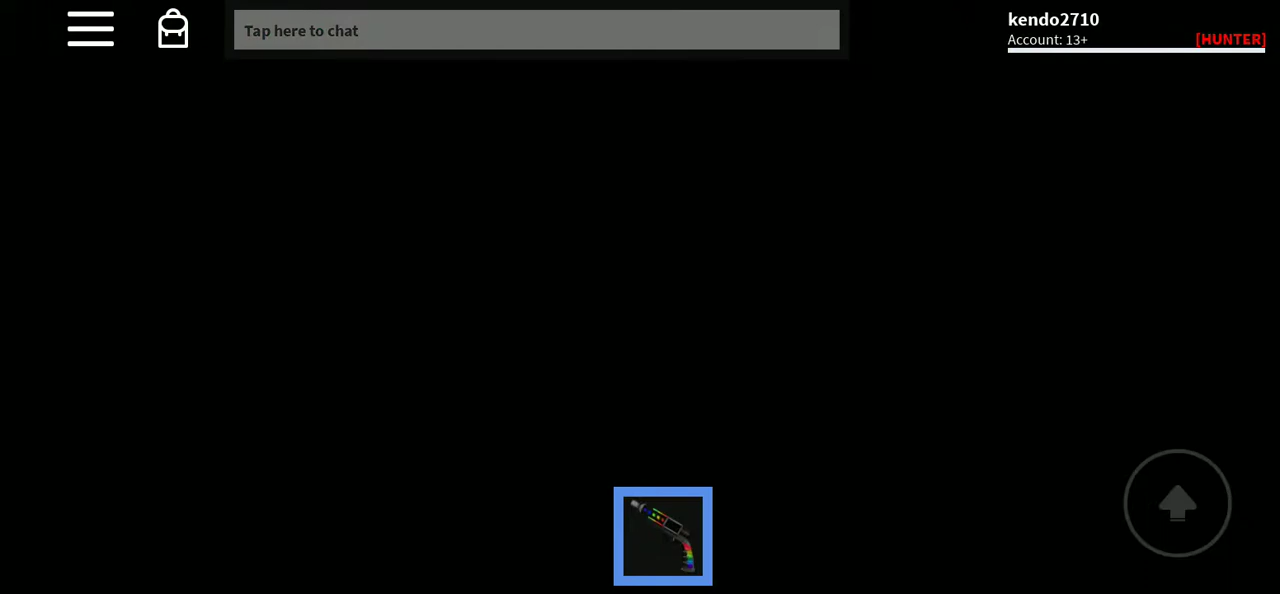 Tap here to chat
kendo2710
Account: 13+
[HUNTER]